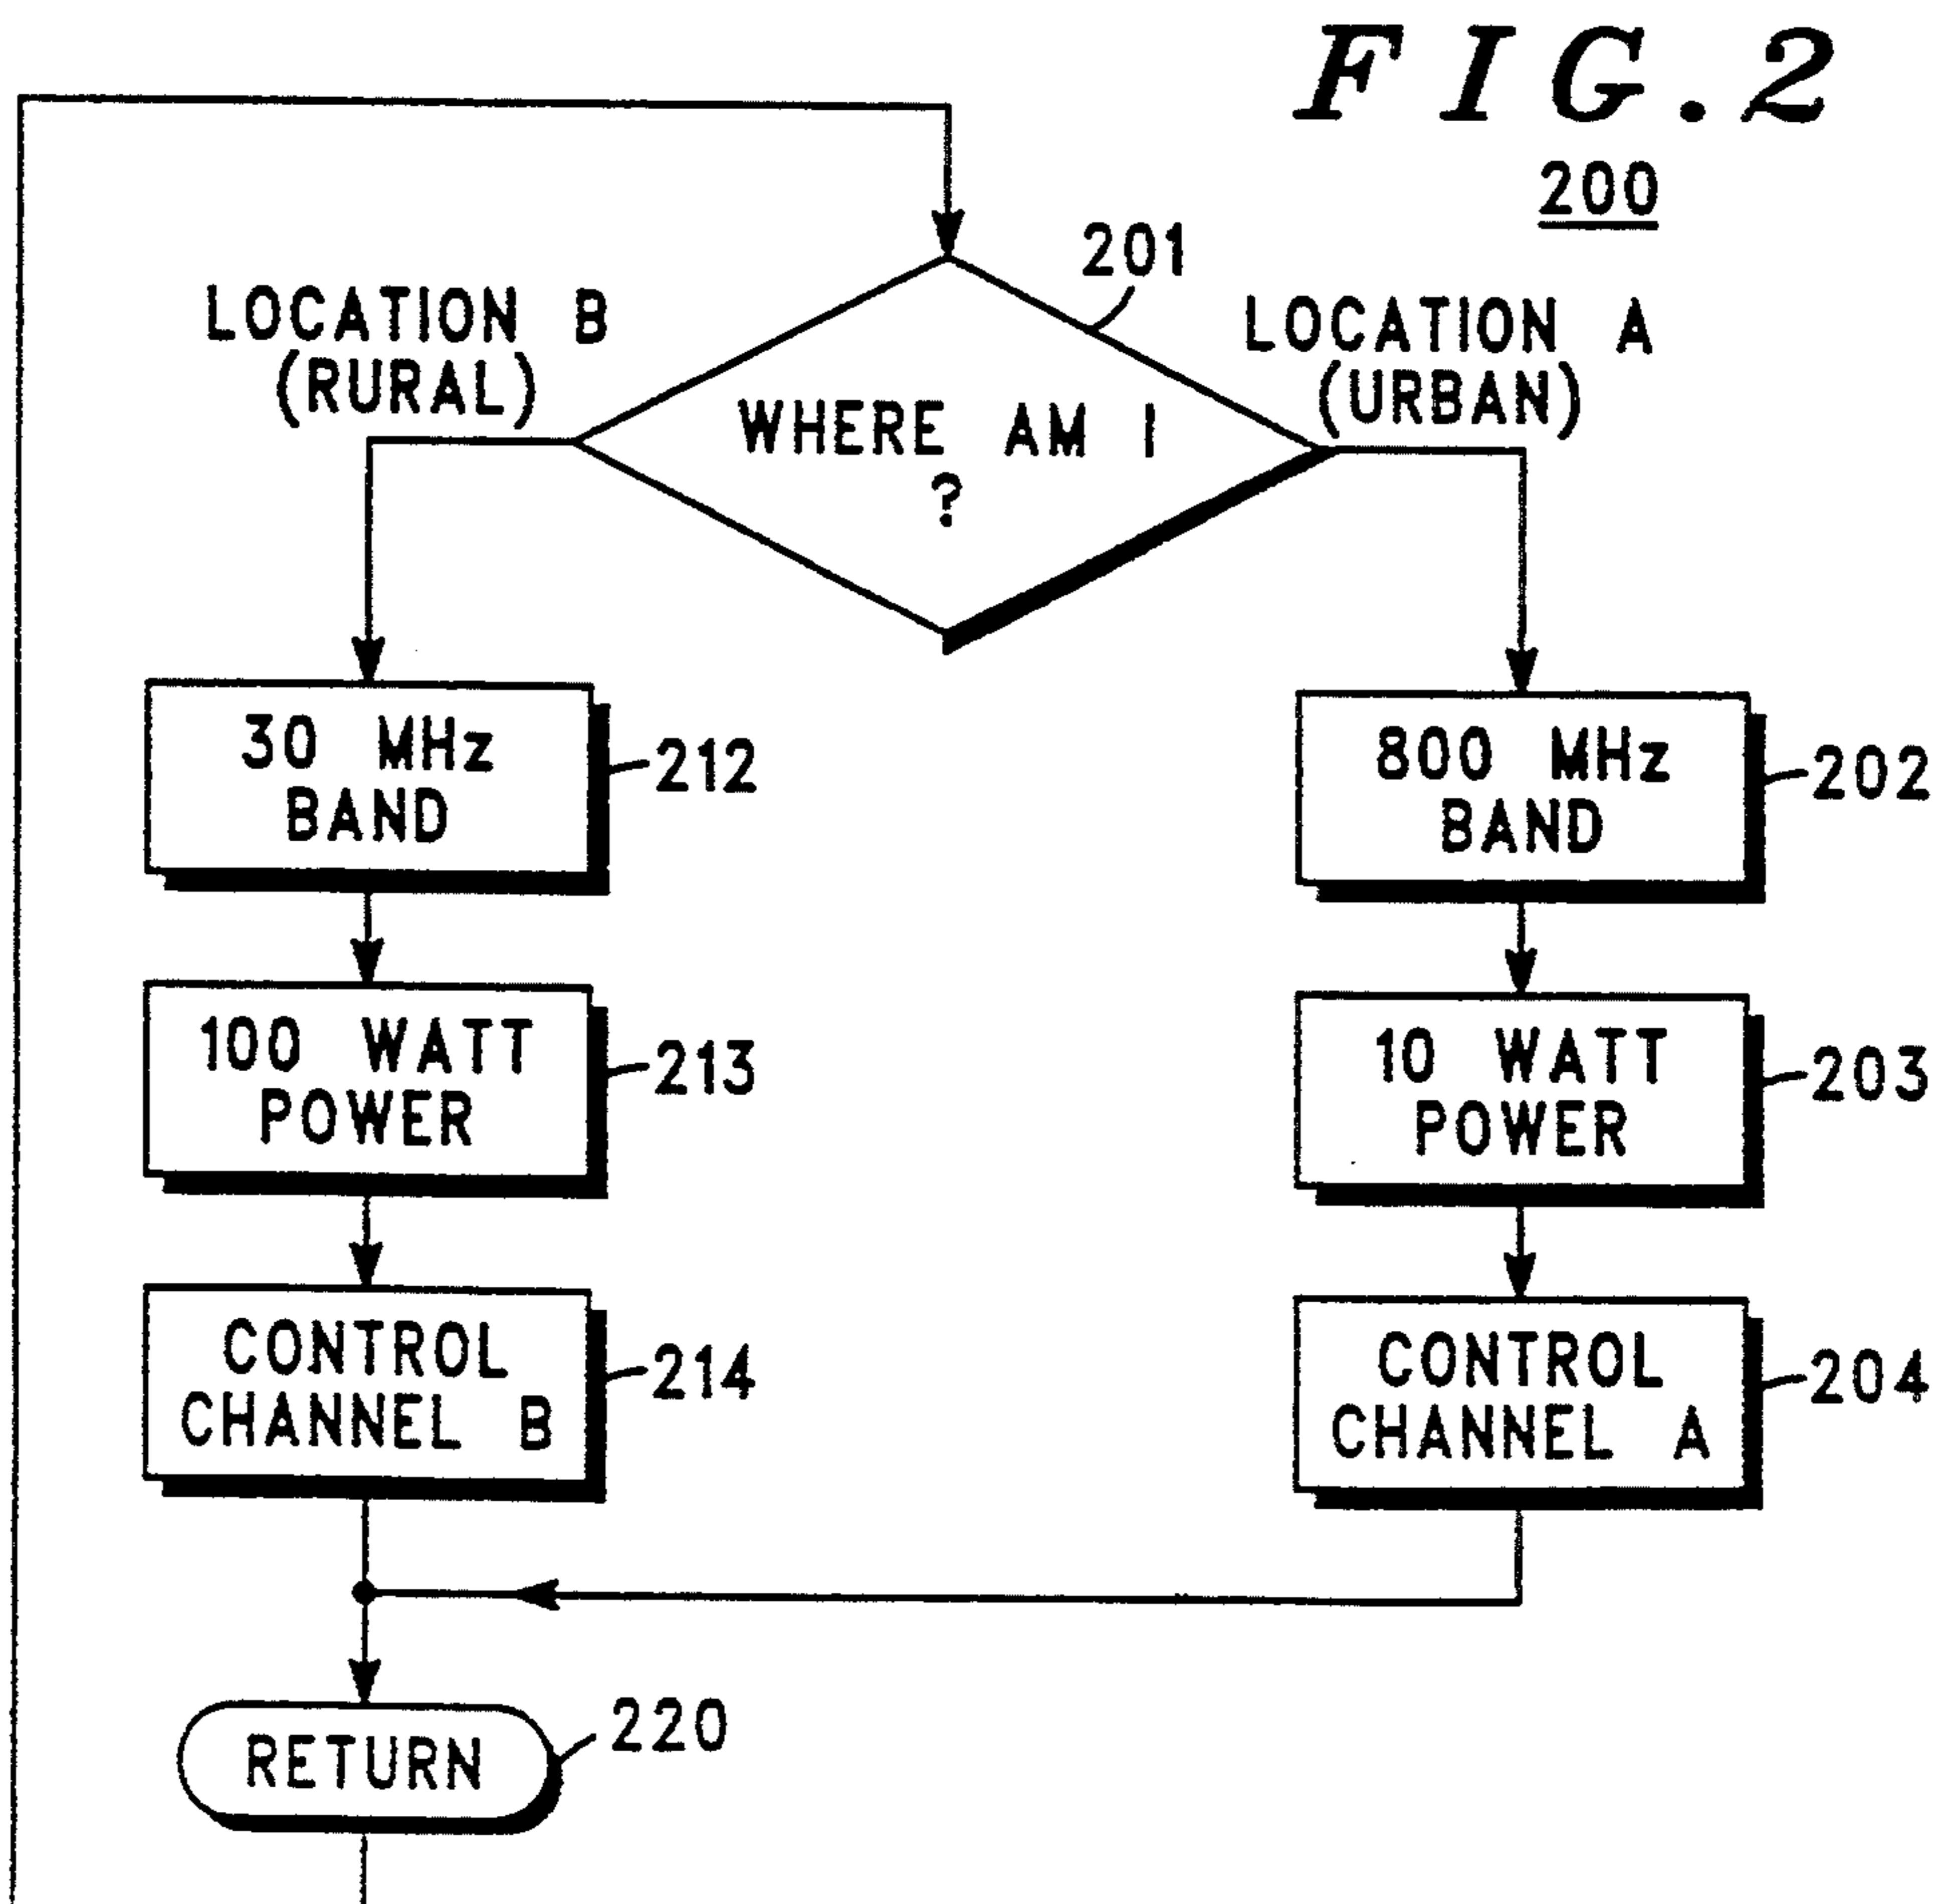 FIG.2
200
201
LOCATION B
(RURAL)
WHERE AM I
?
LOCATION A
(URBAN)
30 MHz
BAND
212
800 MHz
BAND
202
100 WATT
POWER
213
10 WATT
POWER
203
CONTROL
CHANNEL B
214
CONTROL
CHANNEL A
204
RETURN
220